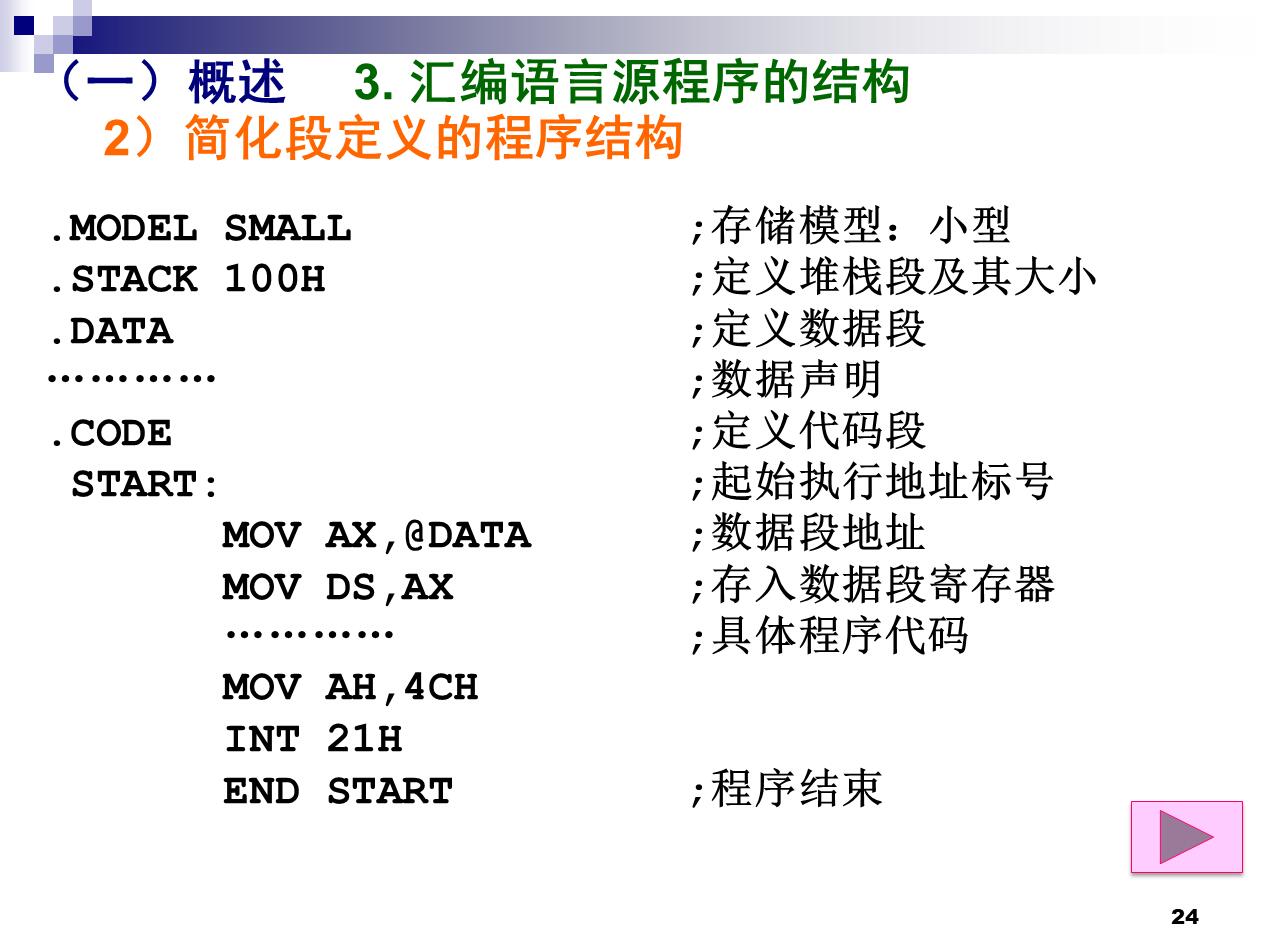 （一）概述 3. 汇编语言源程序的结构
2）简化段定义的程序结构
.MODEL SMALL ;存储模型：小型
.STACK 100H ;定义堆栈段及其大小
.DATA ;定义数据段
………… ;数据声明
.CODE ;定义代码段
START: ;起始执行地址标号
MOV AX,@DATA ;数据段地址
MOV DS,AX ;存入数据段寄存器
………… ;具体程序代码
MOV AH,4CH
INT 21H
END START ;程序结束
24